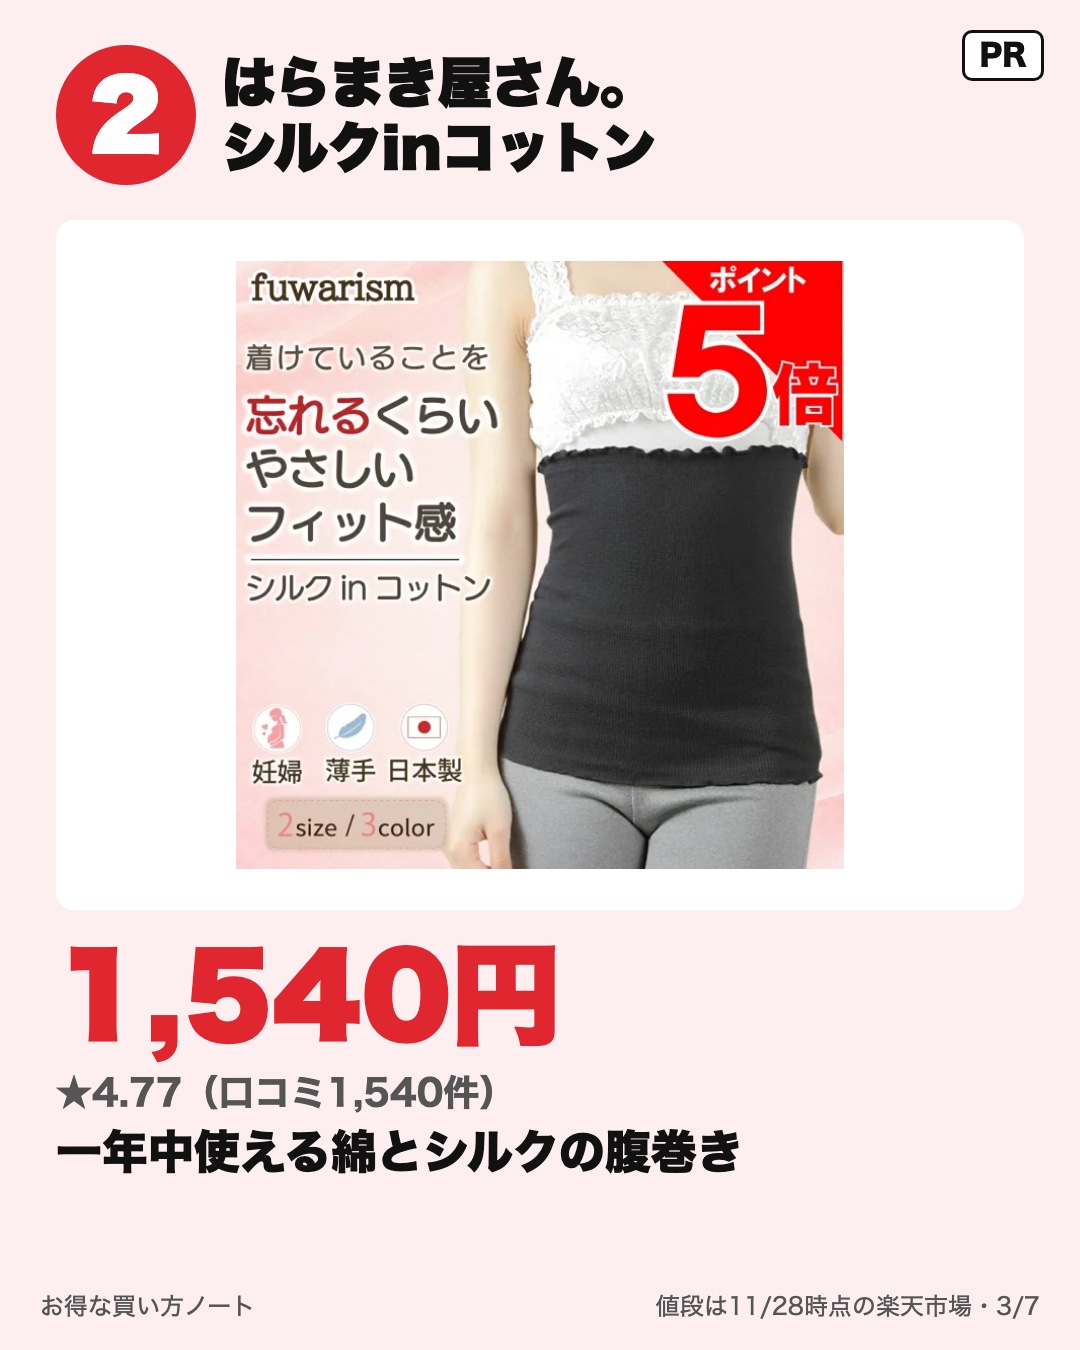 2
はらまき屋さん。
シルクinコットン
PR
fuwarism
着けていることを
忘れるくらい
やさしい
フィット感
シルク in コットン
ポイント
5倍
妊婦 薄手 日本製
2size / 3color
1,540円
★4.77（口コミ1,540件）
一年中使える綿とシルクの腹巻き
お得な買い方ノート
値段は11/28時点の楽天市場・3/7